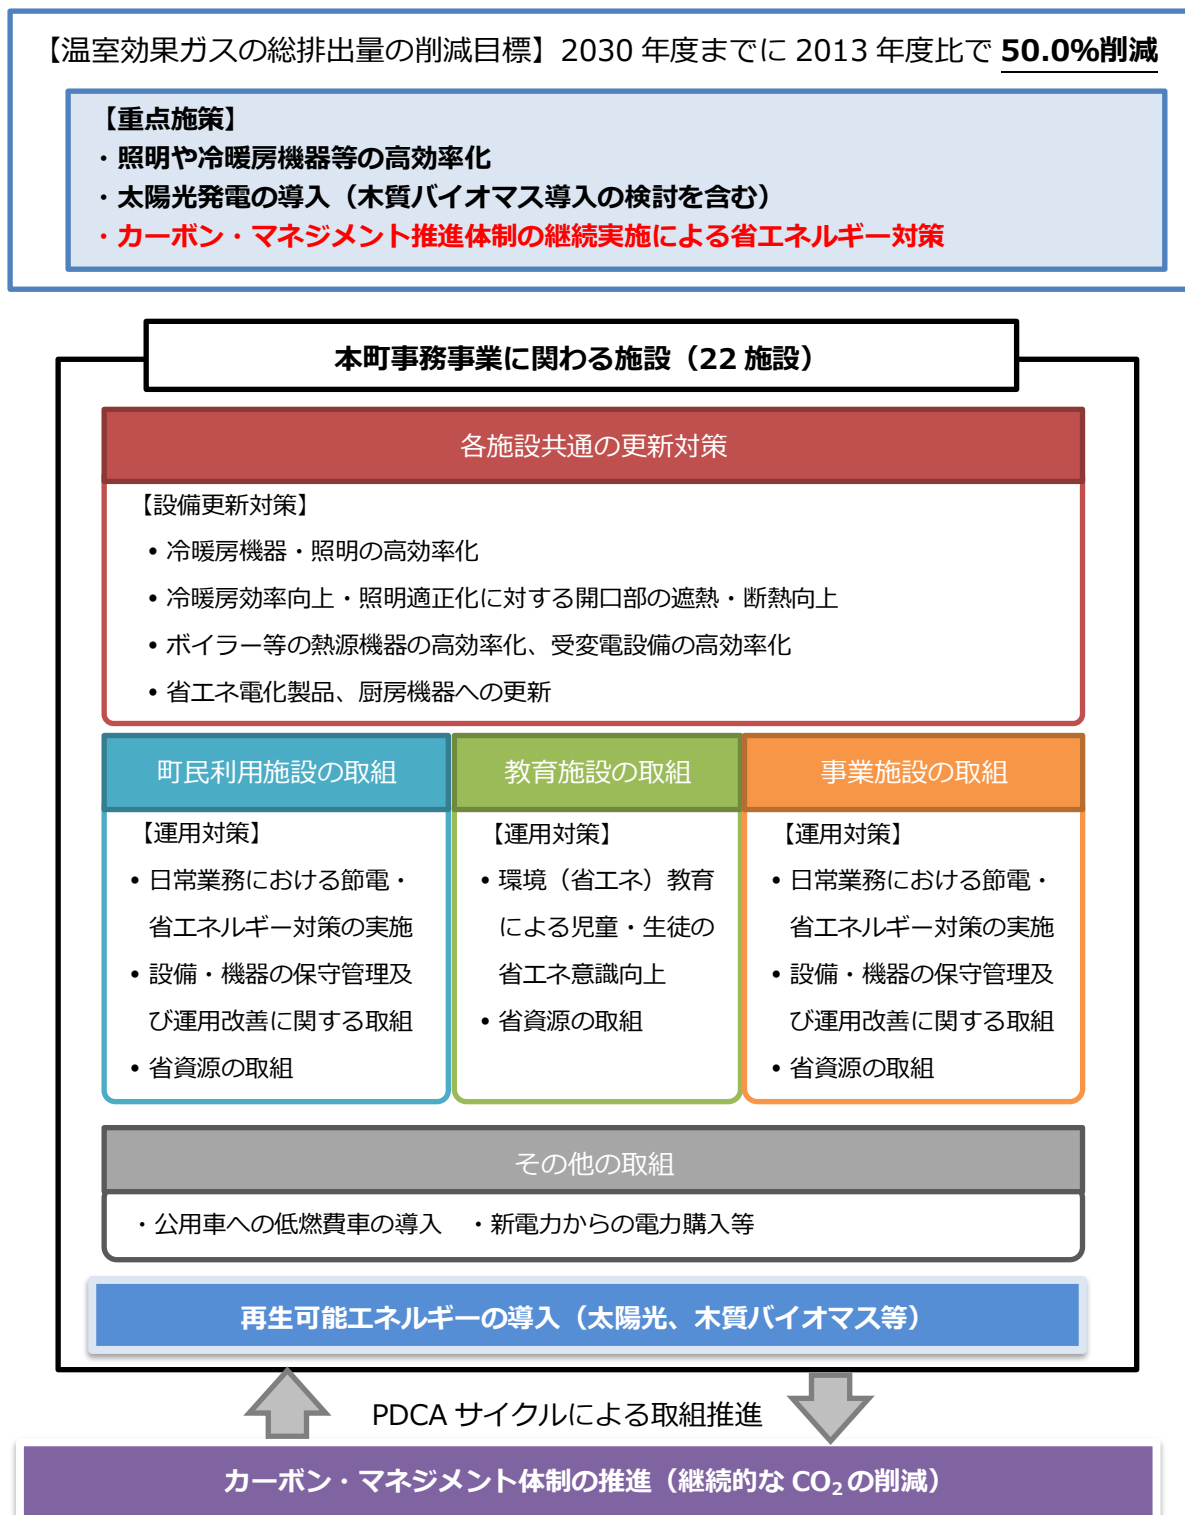 【温室効果ガスの総排出量の削減目標】2030 年度までに 2013 年度比で 50.0%削減
【重点施策】
・照明や冷暖房機器等の高効率化
・太陽光発電の導入（木質バイオマス導入の検討を含む）
・カーボン・マネジメント推進体制の継続実施による省エネルギー対策
本町事務事業に関わる施設（22 施設）
各施設共通の更新対策
【設備更新対策】
• 冷暖房機器・照明の高効率化
• 冷暖房効率向上・照明適正化に対する開口部の遮熱・断熱向上
• ボイラー等の熱源機器の高効率化、受変電設備の高効率化
• 省エネ電化製品、厨房機器への更新
町民利用施設の取組
【運用対策】
• 日常業務における節電・
省エネルギー対策の実施
• 設備・機器の保守管理及
び運用改善に関する取組
• 省資源の取組
教育施設の取組
【運用対策】
• 環境（省エネ）教育
による児童・生徒の
省エネ意識向上
• 省資源の取組
事業施設の取組
【運用対策】
• 日常業務における節電・
省エネルギー対策の実施
• 設備・機器の保守管理及
び運用改善に関する取組
• 省資源の取組
その他の取組
・公用車への低燃費車の導入　・新電力からの電力購入等
再生可能エネルギーの導入（太陽光、木質バイオマス等）
PDCA サイクルによる取組推進
カーボン・マネジメント体制の推進（継続的な CO₂の削減）